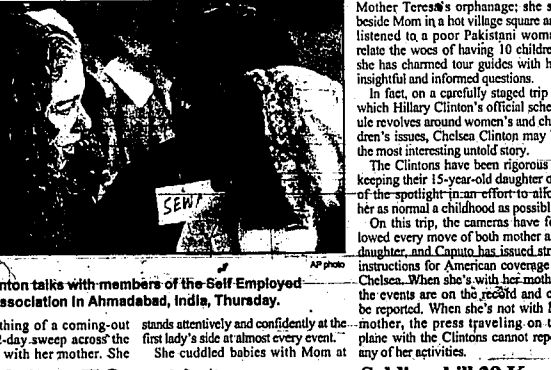 SEWA
AP photo
nton talks with members of the Self Employed
ssociation in Ahmadabad, India, Thursday.
thing of a coming-out
2-day sweep across the
with her mother. She
stands attentively and confidently at the
first lady's side at almost every event.
She cuddled babies with Mom at
Mother Teresa's orphanage; she s
beside Mom in a hot village square a
listened to a poor Pakistani wom
relate the woes of having 10 childre
she has charmed tour guides with h
insightful and informed questions.
In fact, on a carefully staged trip
which Hillary Clinton's official sche
ule revolves around women's and ch
dren's issues, Chelsea Clinton may
the most interesting untold story.
The Clintons have been rigorous
keeping their 15-year-old daughter o
of the spotlight in an effort to affo
her as normal a childhood as possibl
On this trip, the cameras have fo
lowed every move of both mother a
daughter, and Caputo has issued str
instructions for American coverage
Chelsea. When she's with her moth
the events are on the record and c
be reported. When she's not with h
mother, the press traveling on t
plane with the Clintons cannot repo
any of her activities.